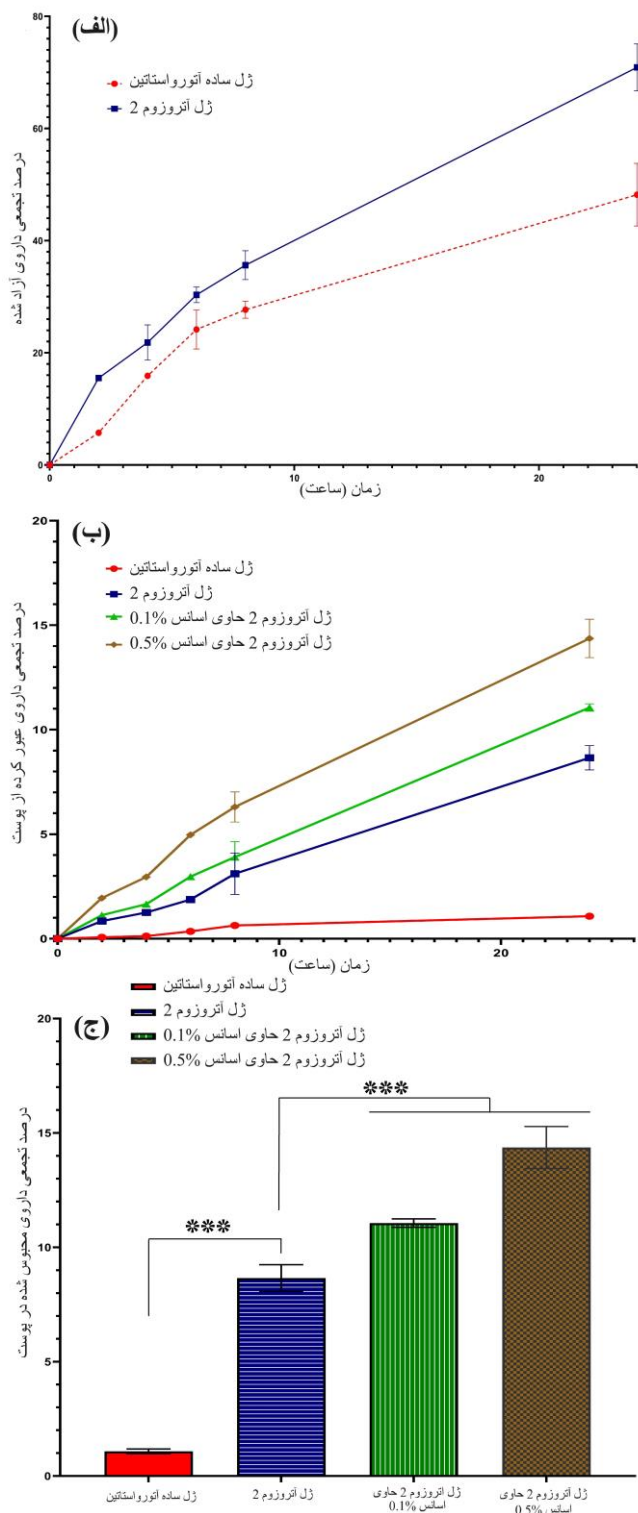 (الف)
ژل ساده آتورواستاتین
ژل آتروزوم 2
درصد تجمعی داروی آزاد شده
80
60
40
20
0
0
10
20
زمان (ساعت)
(ب)
ژل ساده آتورواستاتین
ژل آتروزوم 2
ژل آتروزوم 2 حاوی اسانس 0.1%
ژل آتروزوم 2 حاوی اسانس 0.5%
درصد تجمعی داروی عبور کرده از پوست
20
15
10
5
0
0
10
20
زمان (ساعت)
ژل ساده آتورواستاتین
ژل آتروزوم 2
ژل آتروزوم 2 حاوی اسانس 0.1%
ژل آتروزوم 2 حاوی اسانس 0.5%
(ج)
درصد تجمعی داروی محبوس شده در پوست
20
15
10
5
0
***
***
ژل ساده آتورواستاتین
ژل آتروزوم 2
ژل آتروزوم 2 حاوی
اسانس 0.1%
ژل آتروزوم 2 حاوی
اسانس 0.5%